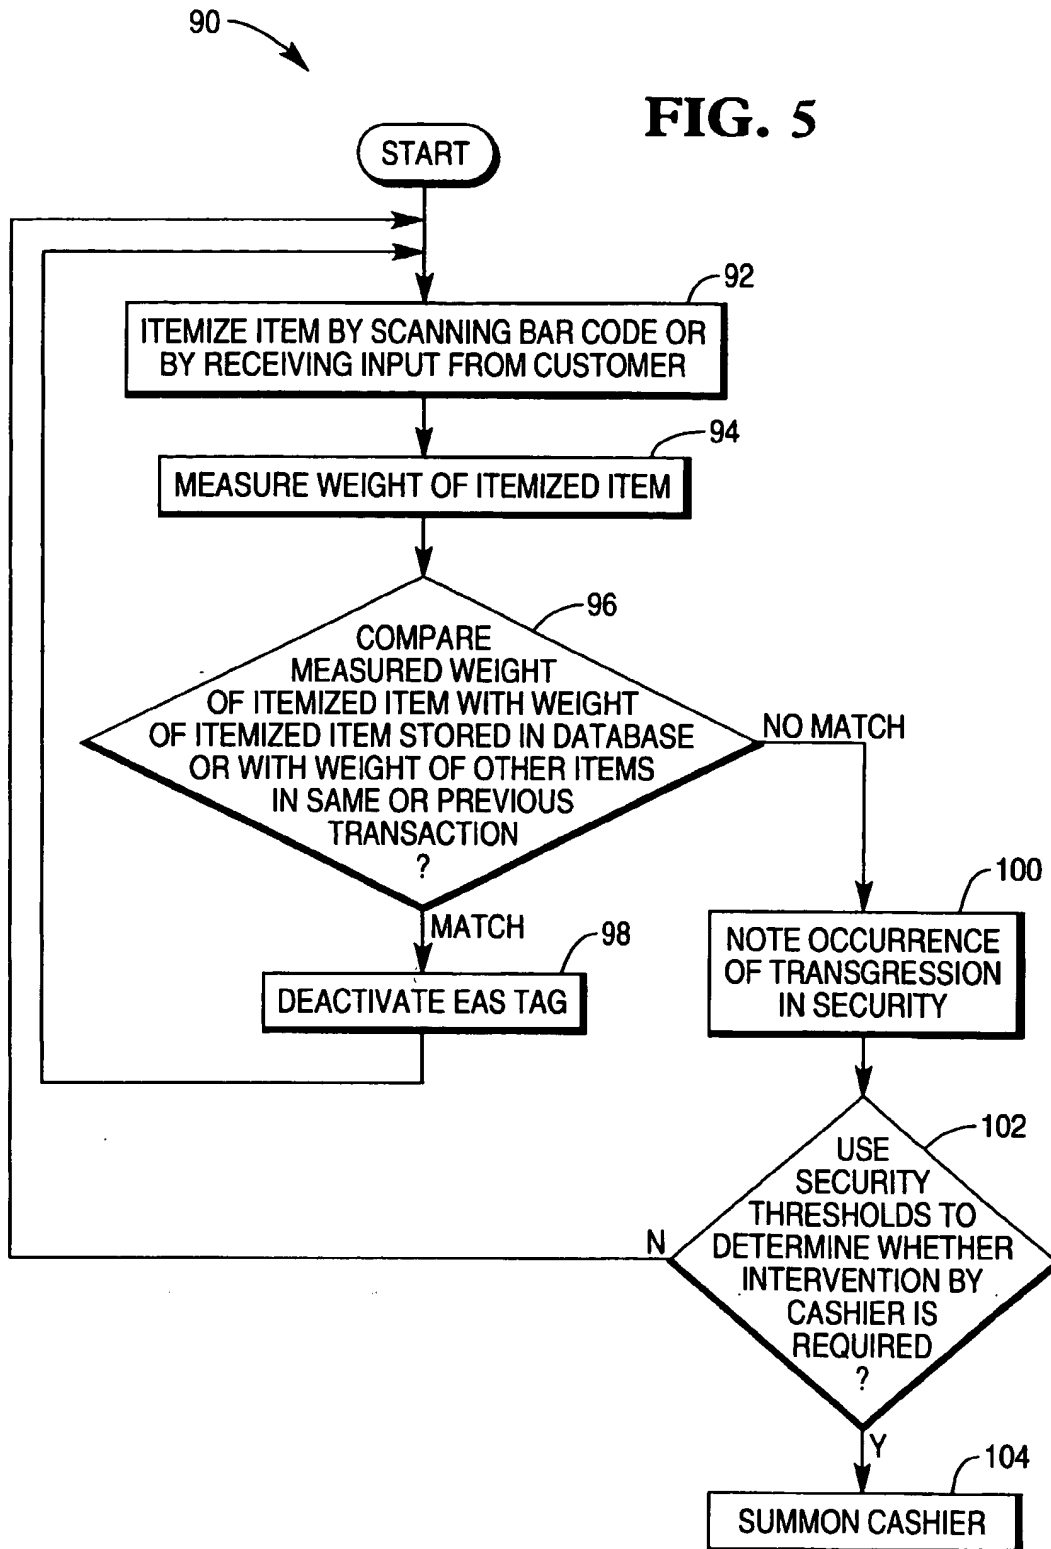 90
FIG. 5
START
92
ITEMIZE ITEM BY SCANNING BAR CODE OR
BY RECEIVING INPUT FROM CUSTOMER
94
MEASURE WEIGHT OF ITEMIZED ITEM
96
COMPARE
MEASURED WEIGHT
OF ITEMIZED ITEM WITH WEIGHT
OF ITEMIZED ITEM STORED IN DATABASE
OR WITH WEIGHT OF OTHER ITEMS
IN SAME OR PREVIOUS
TRANSACTION
?
NO MATCH
MATCH
98
DEACTIVATE EAS TAG
100
NOTE OCCURRENCE
OF TRANSGRESSION
IN SECURITY
102
USE
SECURITY
THRESHOLDS TO
DETERMINE WHETHER
INTERVENTION BY
CASHIER IS
REQUIRED
?
N
Y
104
SUMMON CASHIER